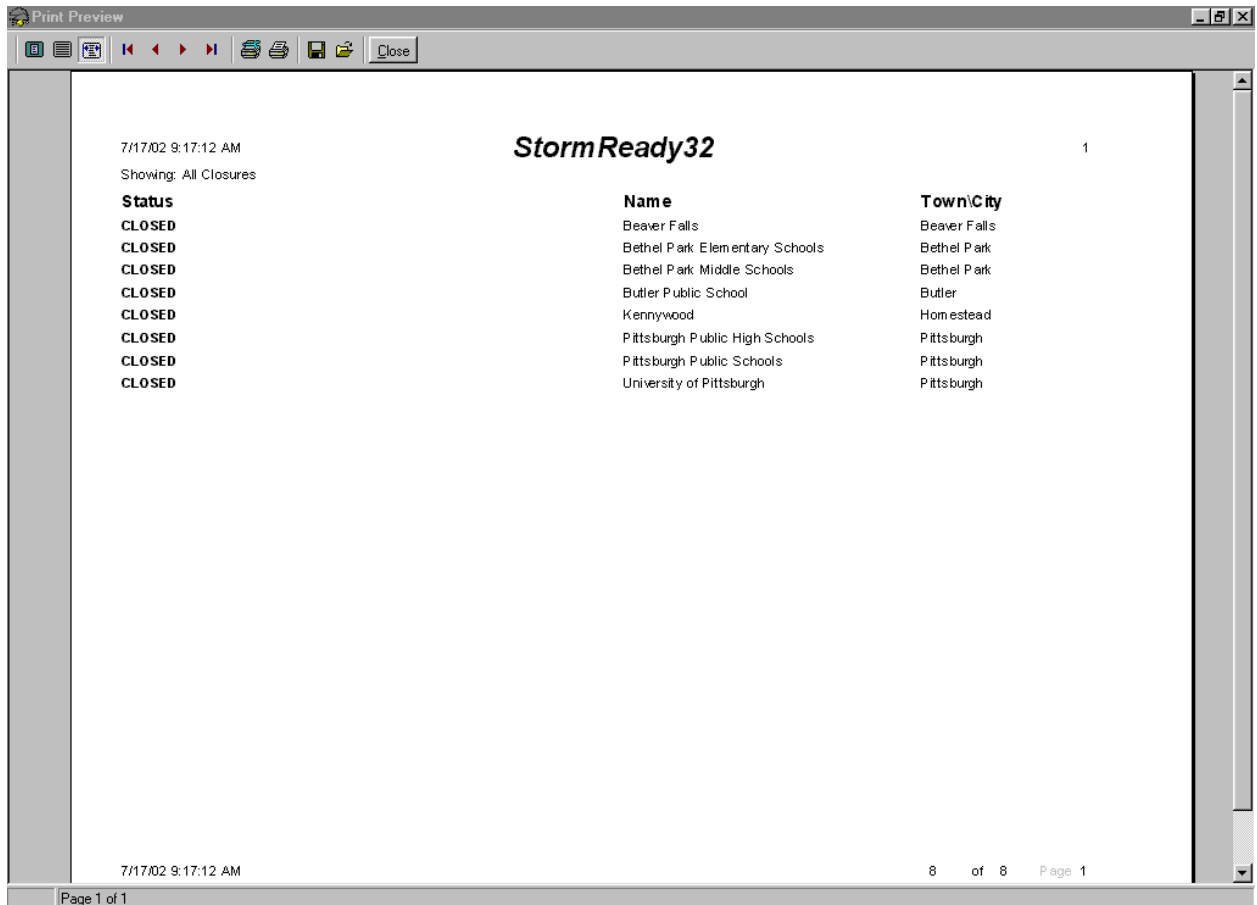 Print Preview
Close
7/17/02 9:17:12 AM StormReady32 1
Showing: All Closures
Status Name Town\City
CLOSED Beaver Falls Beaver Falls
CLOSED Bethel Park Elementary Schools Bethel Park
CLOSED Bethel Park Middle Schools Bethel Park
CLOSED Butler Public School Butler
CLOSED Kennywood Homestead
CLOSED Pittsburgh Public High Schools Pittsburgh
CLOSED Pittsburgh Public Schools Pittsburgh
CLOSED University of Pittsburgh Pittsburgh
7/17/02 9:17:12 AM 8 of 8 Page 1
Page 1 of 1